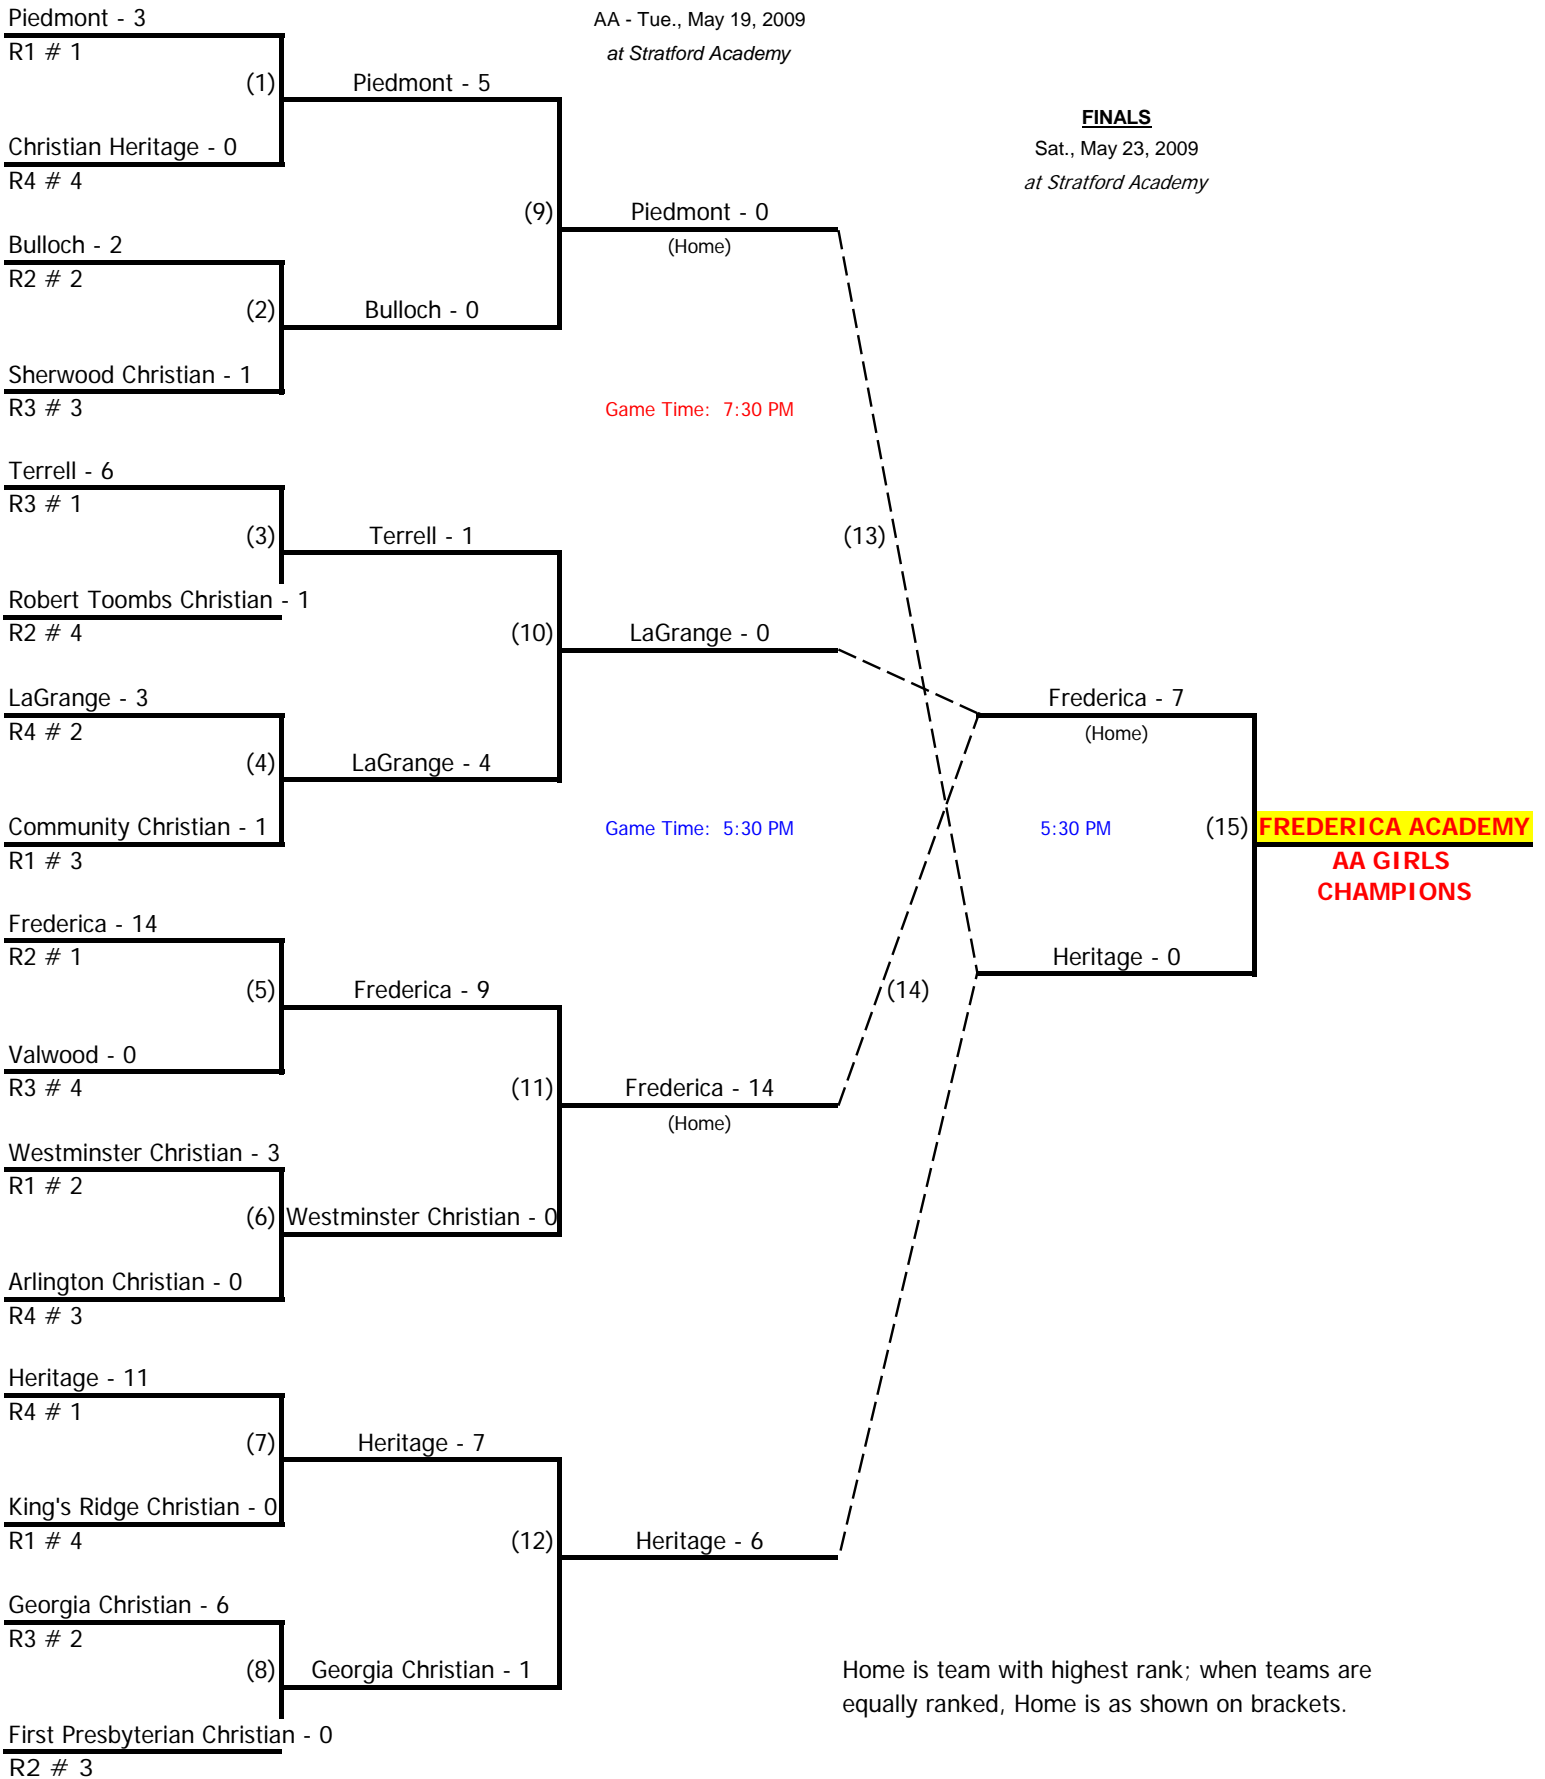 Piedmont - 3
R1 # 1
(1)
Christian Heritage - 0
R4 # 4
Bulloch - 2
R2 # 2
(2)
Sherwood Christian - 1
R3 # 3
Terrell - 6
R3 # 1
(3)
Robert Toombs Christian - 1
R2 # 4
LaGrange - 3
R4 # 2
(4)
Community Christian - 1
R1 # 3
Frederica - 14
R2 # 1
(5)
Valwood - 0
R3 # 4
Westminster Christian - 3
R1 # 2
(6)
Arlington Christian - 0
R4 # 3
Heritage - 11
R4 # 1
(7)
King's Ridge Christian - 0
R1 # 4
Georgia Christian - 6
R3 # 2
(8)
First Presbyterian Christian - 0
R2 # 3
Piedmont - 5
(9)
Bulloch - 0
Terrell - 1
(10)
LaGrange - 4
Frederica - 9
(11)
Westminster Christian - 0
Heritage - 7
(12)
Georgia Christian - 1
AA - Tue., May 19, 2009
at Stratford Academy
Piedmont - 0
(Home)
Game Time: 7:30 PM
(13)
LaGrange - 0
Game Time: 5:30 PM
(14)
Frederica - 14
(Home)
Heritage - 6
FINALS
Sat., May 23, 2009
at Stratford Academy
Frederica - 7
(Home)
5:30 PM
(15)
Heritage - 0
FREDERICA ACADEMY
AA GIRLS
CHAMPIONS
Home is team with highest rank; when teams are
equally ranked, Home is as shown on brackets.